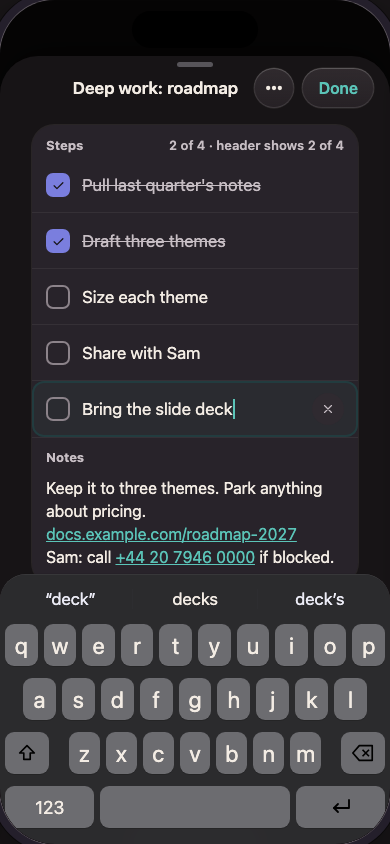 Deep work: roadmap
Done
Steps
2 of 4 · header shows 2 of 4
Pull last quarter's notes
Draft three themes
Size each theme
Share with Sam
Bring the slide deck
Notes
Keep it to three themes. Park anything
about pricing.
docs.example.com/roadmap-2027
Sam: call +44 20 7946 0000 if blocked.
“deck” decks deck’s
q w e r t y u i o p
a s d f g h j k l
z x c v b n m
123